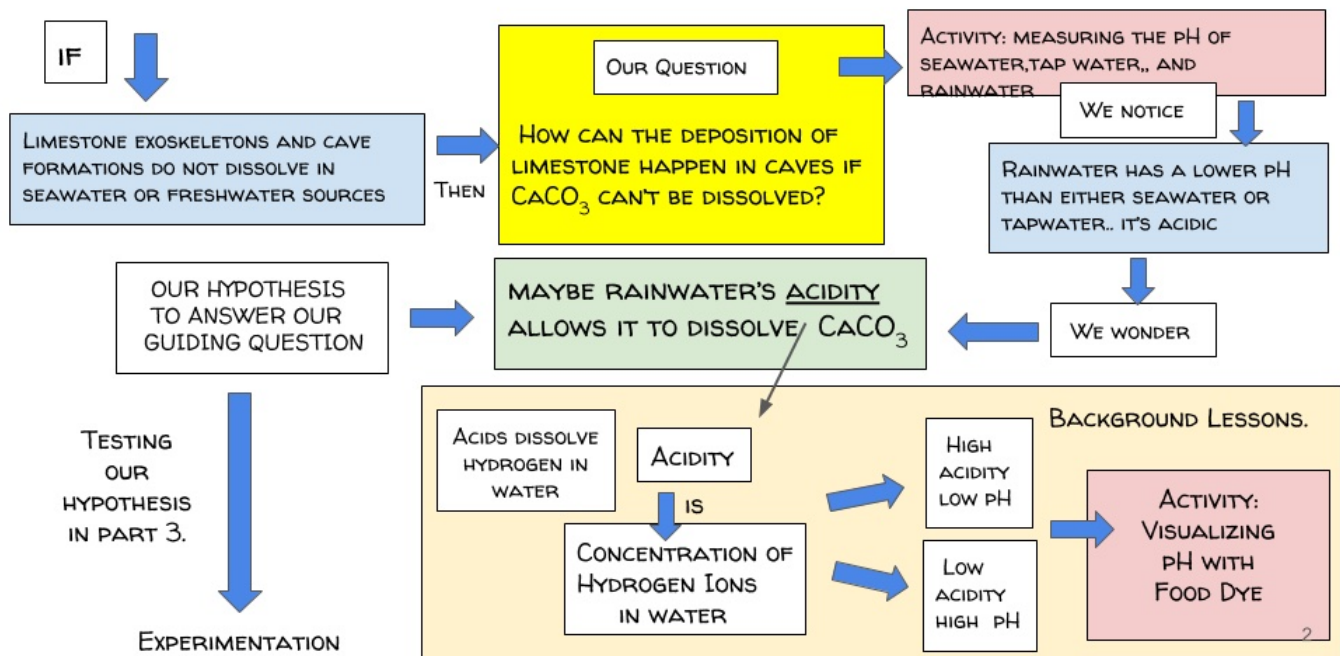 IF
LIMESTONE EXOSKELETONS AND CAVE
FORMATIONS DO NOT DISSOLVE IN
SEAWATER OR FRESHWATER SOURCES
THEN
OUR QUESTION
HOW CAN THE DEPOSITION OF
LIMESTONE HAPPEN IN CAVES IF
CACO₃ CAN'T BE DISSOLVED?
ACTIVITY: MEASURING THE PH OF
SEAWATER,TAP WATER,, AND
RAINWATER
WE NOTICE
RAINWATER HAS A LOWER PH
THAN EITHER SEAWATER OR
TAPWATER.. IT'S ACIDIC
WE WONDER
MAYBE RAINWATER'S ACIDITY
ALLOWS IT TO DISSOLVE CACO₃
OUR HYPOTHESIS
TO ANSWER OUR
GUIDING QUESTION
TESTING
OUR
HYPOTHESIS
IN PART 3.
EXPERIMENTATION
BACKGROUND LESSONS.
ACIDS DISSOLVE
HYDROGEN IN
WATER
ACIDITY
IS
CONCENTRATION OF
HYDROGEN IONS
IN WATER
HIGH
ACIDITY
LOW PH
LOW
ACIDITY
HIGH PH
ACTIVITY:
VISUALIZING
PH WITH
FOOD DYE
2